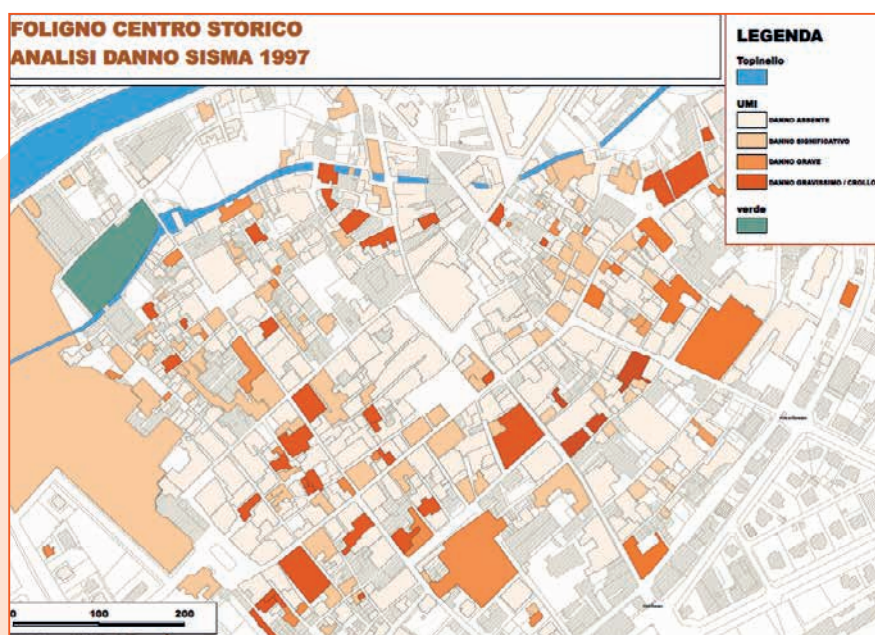 FOLIGNO CENTRO STORICO
ANALISI DANNO SISMA 1997
LEGENDA
Topinello
UMI
DANNO ASSENTE
DANNO SIGNIFICATIVO
DANNO GRAVE
DANNO GRAVISSIMO / CROLLO
verde
0 100 200